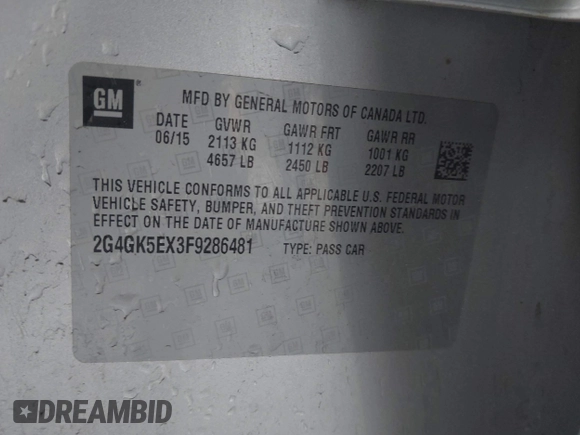 GM
MFD BY GENERAL MOTORS OF CANADA LTD.
DATE GVWR GAWR FRT GAWR RR
06/15 2113 KG 1112 KG 1001 KG
4657 LB 2450 LB 2207 LB
THIS VEHICLE CONFORMS TO ALL APPLICABLE U.S. FEDERAL MOTOR
VEHICLE SAFETY, BUMPER, AND THEFT PREVENTION STANDARDS IN
EFFECT ON THE DATE OF MANUFACTURE SHOWN ABOVE.
2G4GK5EX3F9286481 TYPE: PASS CAR
DREAMBID